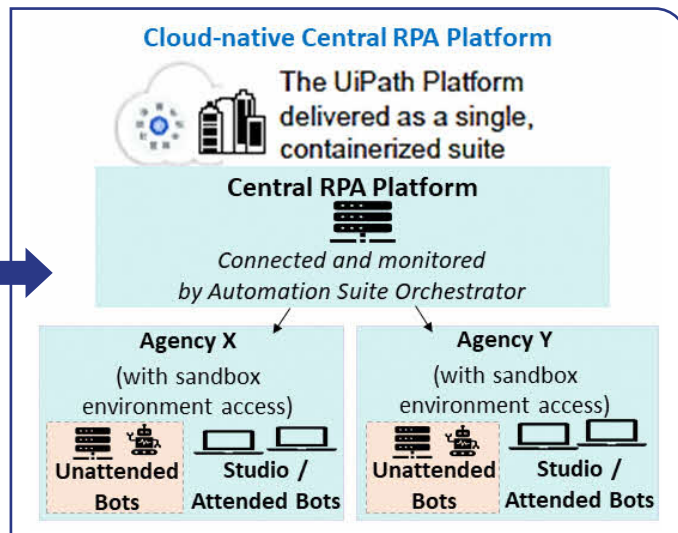 Cloud-native Central RPA Platform
The UiPath Platform
delivered as a single,
containerized suite
Central RPA Platform
Connected and monitored
by Automation Suite Orchestrator
Agency X
(with sandbox
environment access)
Unattended
Bots
Studio /
Attended Bots
Agency Y
(with sandbox
environment access)
Unattended
Bots
Studio /
Attended Bots